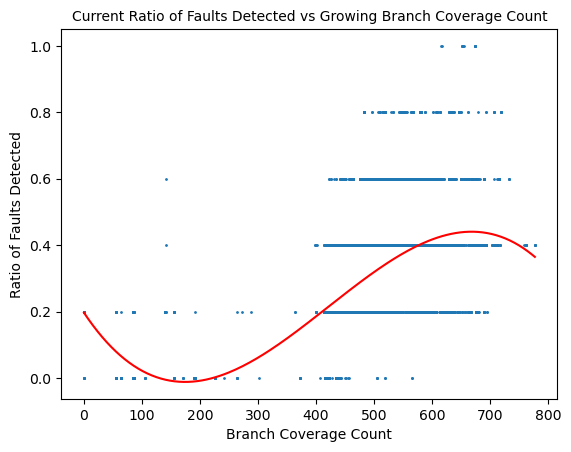 Current Ratio of Faults Detected vs Growing Branch Coverage Count
1.0
0.8
0.6
0.4
0.2
0.0
Ratio of Faults Detected
0 100 200 300 400 500 600 700 800
Branch Coverage Count